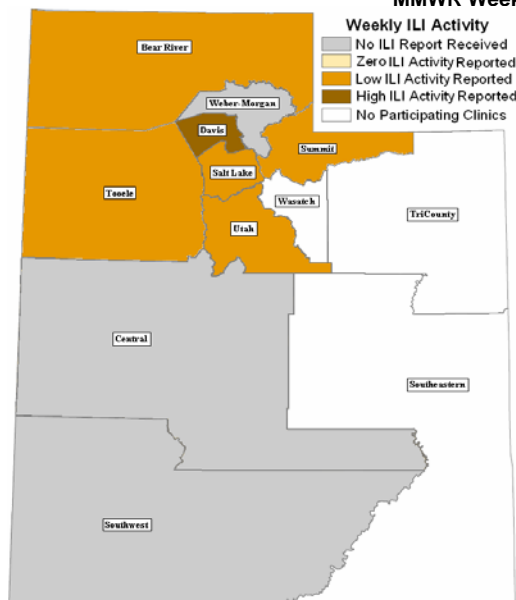 MMWR Week
Weekly ILI Activity
No ILI Report Received
Zero ILI Activity Reported
Low ILI Activity Reported
High ILI Activity Reported
No Participating Clinics
Bear River
Weber-Morgan
Davis
Summit
Salt Lake
Tooele
Wasatch
TriCounty
Utah
Central
Southeastern
Southwest